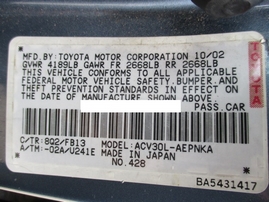 MFD. BY: TOYOTA MOTOR CORPORATION 10/02
GVWR 4189LB GAWR FR 2668LB RR 2668LB
THIS VEHICLE CONFORMS TO ALL APPLICABLE
FEDERAL MOTOR VEHICLE SAFETY, BUMPER, AND
THEFT PREVENTION STANDARDS IN EFFECT ON
THE DATE OF MANUFACTURE SHOWN ABOVE.
PASS. CAR
C/TR: 8Q2/FB13 MODEL: ACV30L-AEPNKA
A/TM: -02A/U241E MADE IN JAPAN
NO. 428
BA5431417